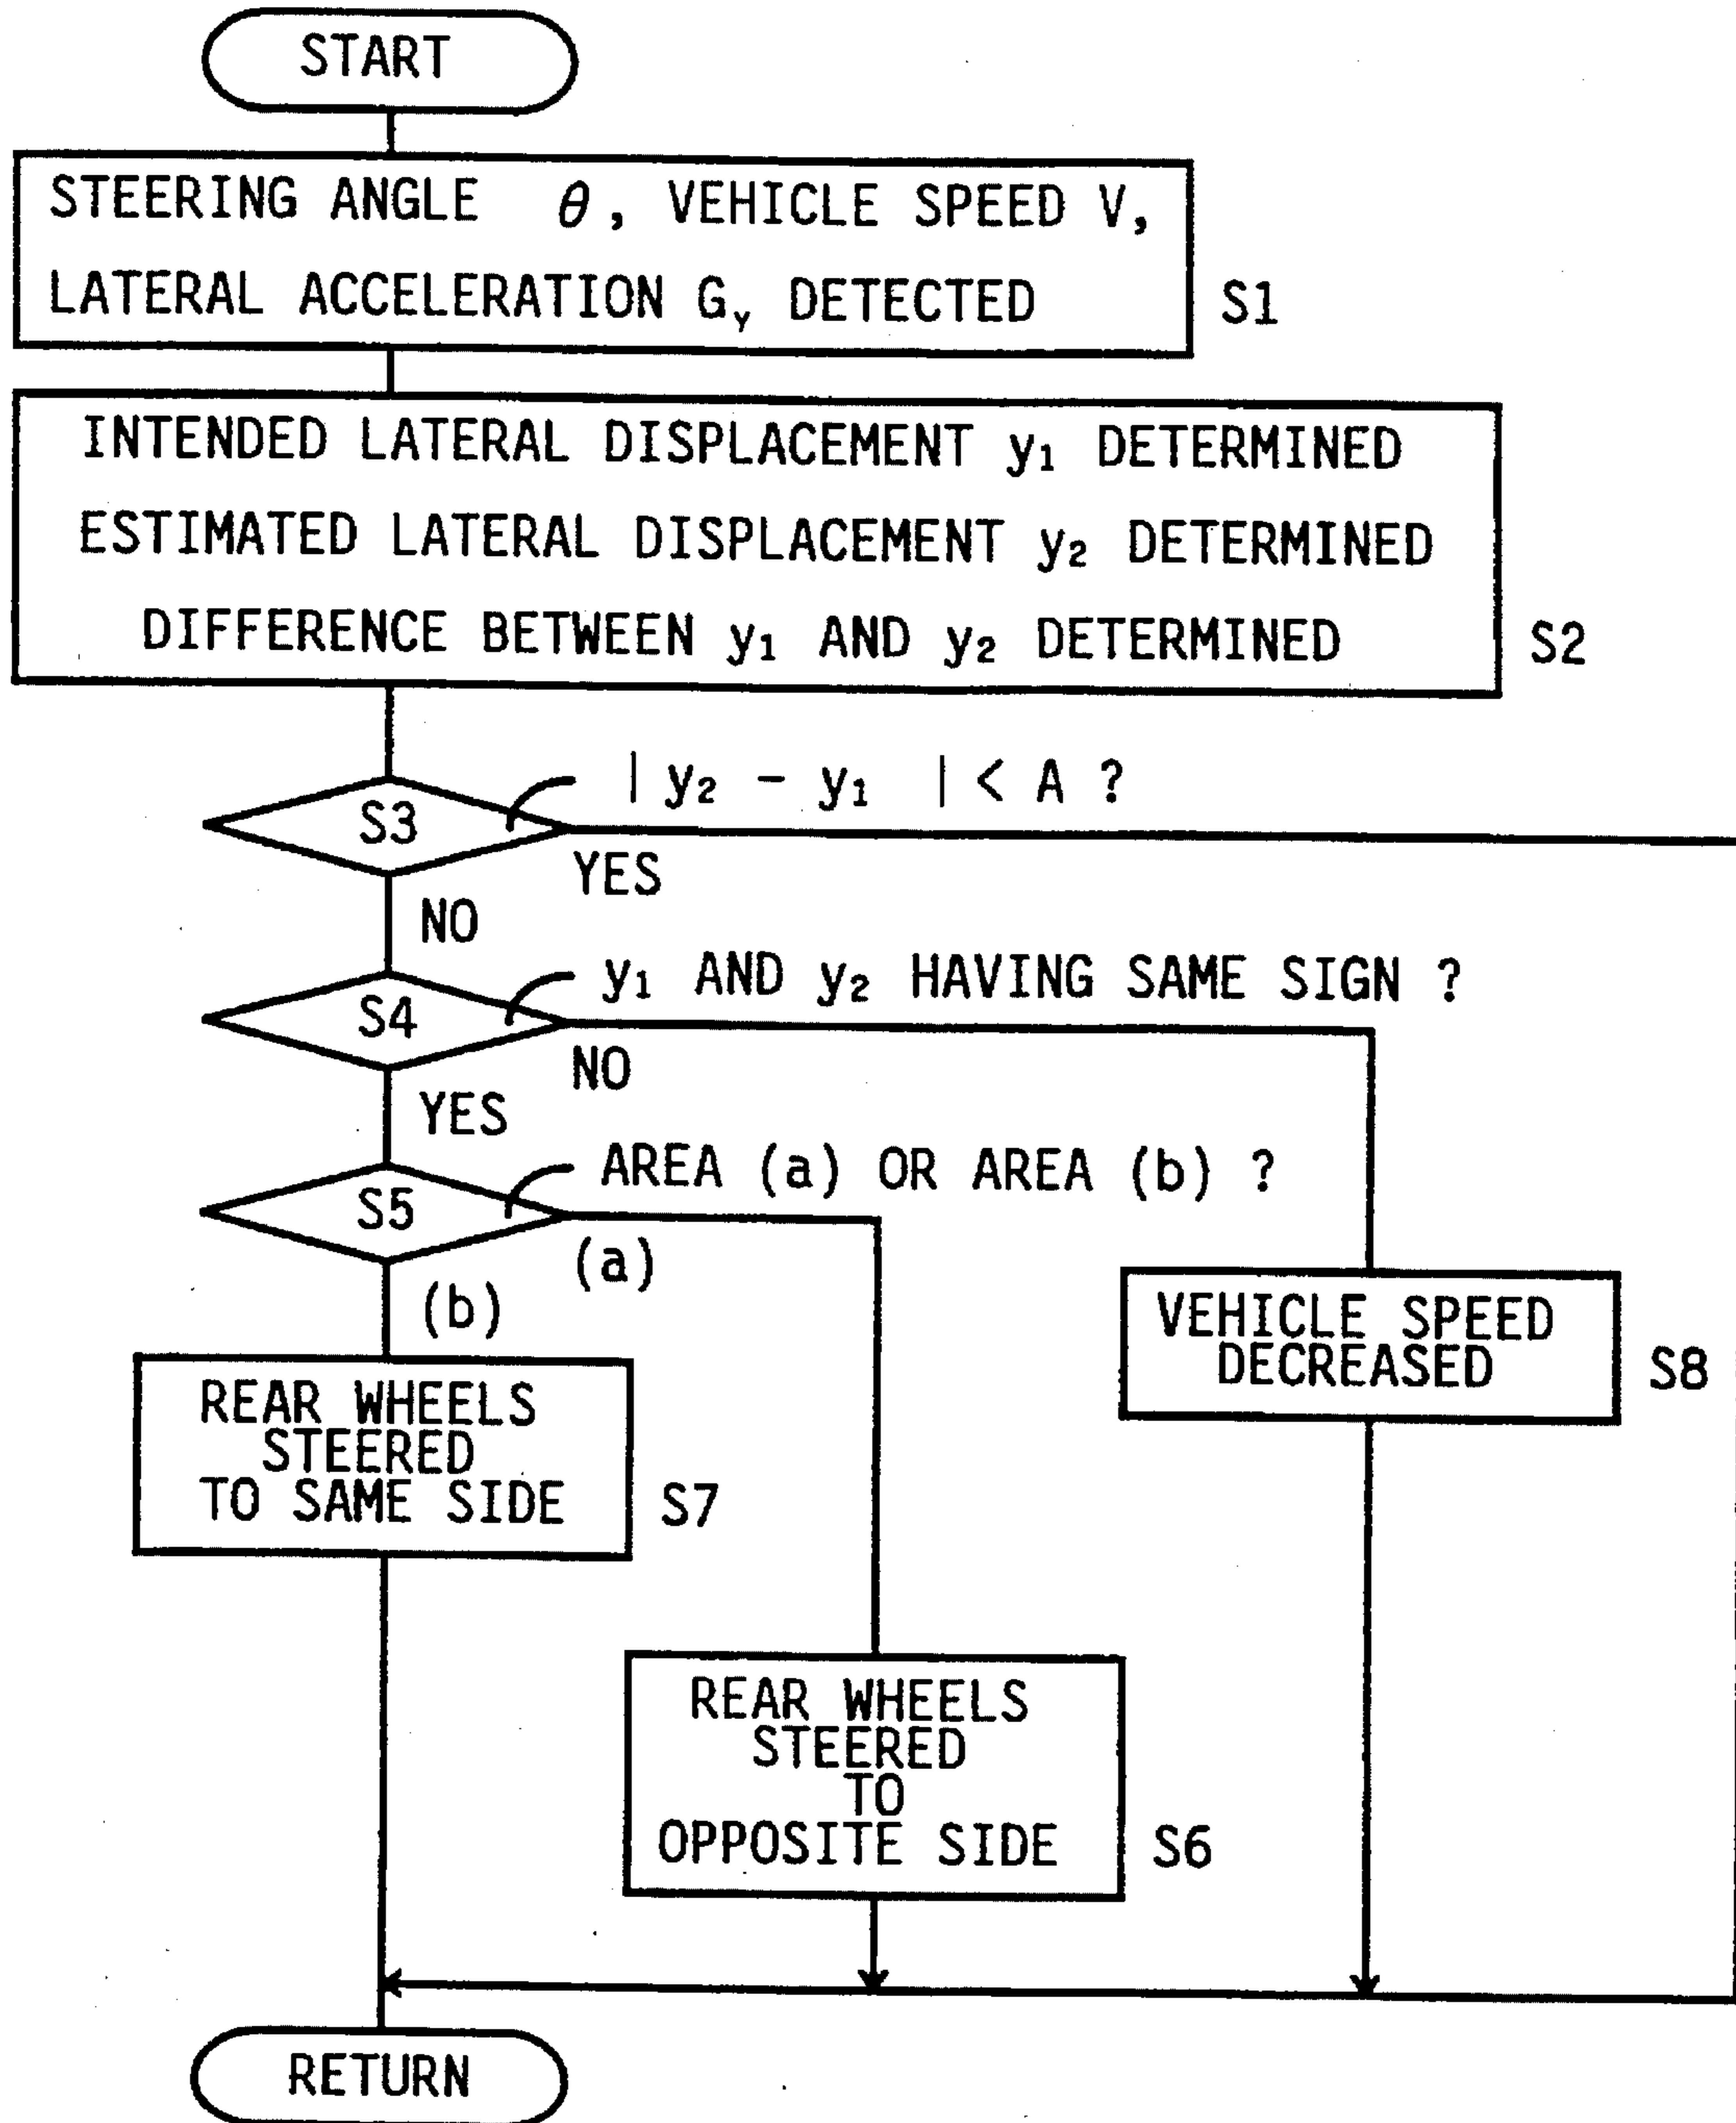 START
STEERING ANGLE θ, VEHICLE SPEED V,
LATERAL ACCELERATION Gy DETECTED
S1
INTENDED LATERAL DISPLACEMENT y1 DETERMINED
ESTIMATED LATERAL DISPLACEMENT y2 DETERMINED
DIFFERENCE BETWEEN y1 AND y2 DETERMINED
S2
| y2 - y1 | < A ?
S3
YES
NO
y1 AND y2 HAVING SAME SIGN ?
S4
NO
YES
AREA (a) OR AREA (b) ?
S5
(a)
(b)
VEHICLE SPEED
DECREASED
S8
REAR WHEELS
STEERED
TO SAME SIDE
S7
REAR WHEELS
STEERED
TO
OPPOSITE SIDE
S6
RETURN